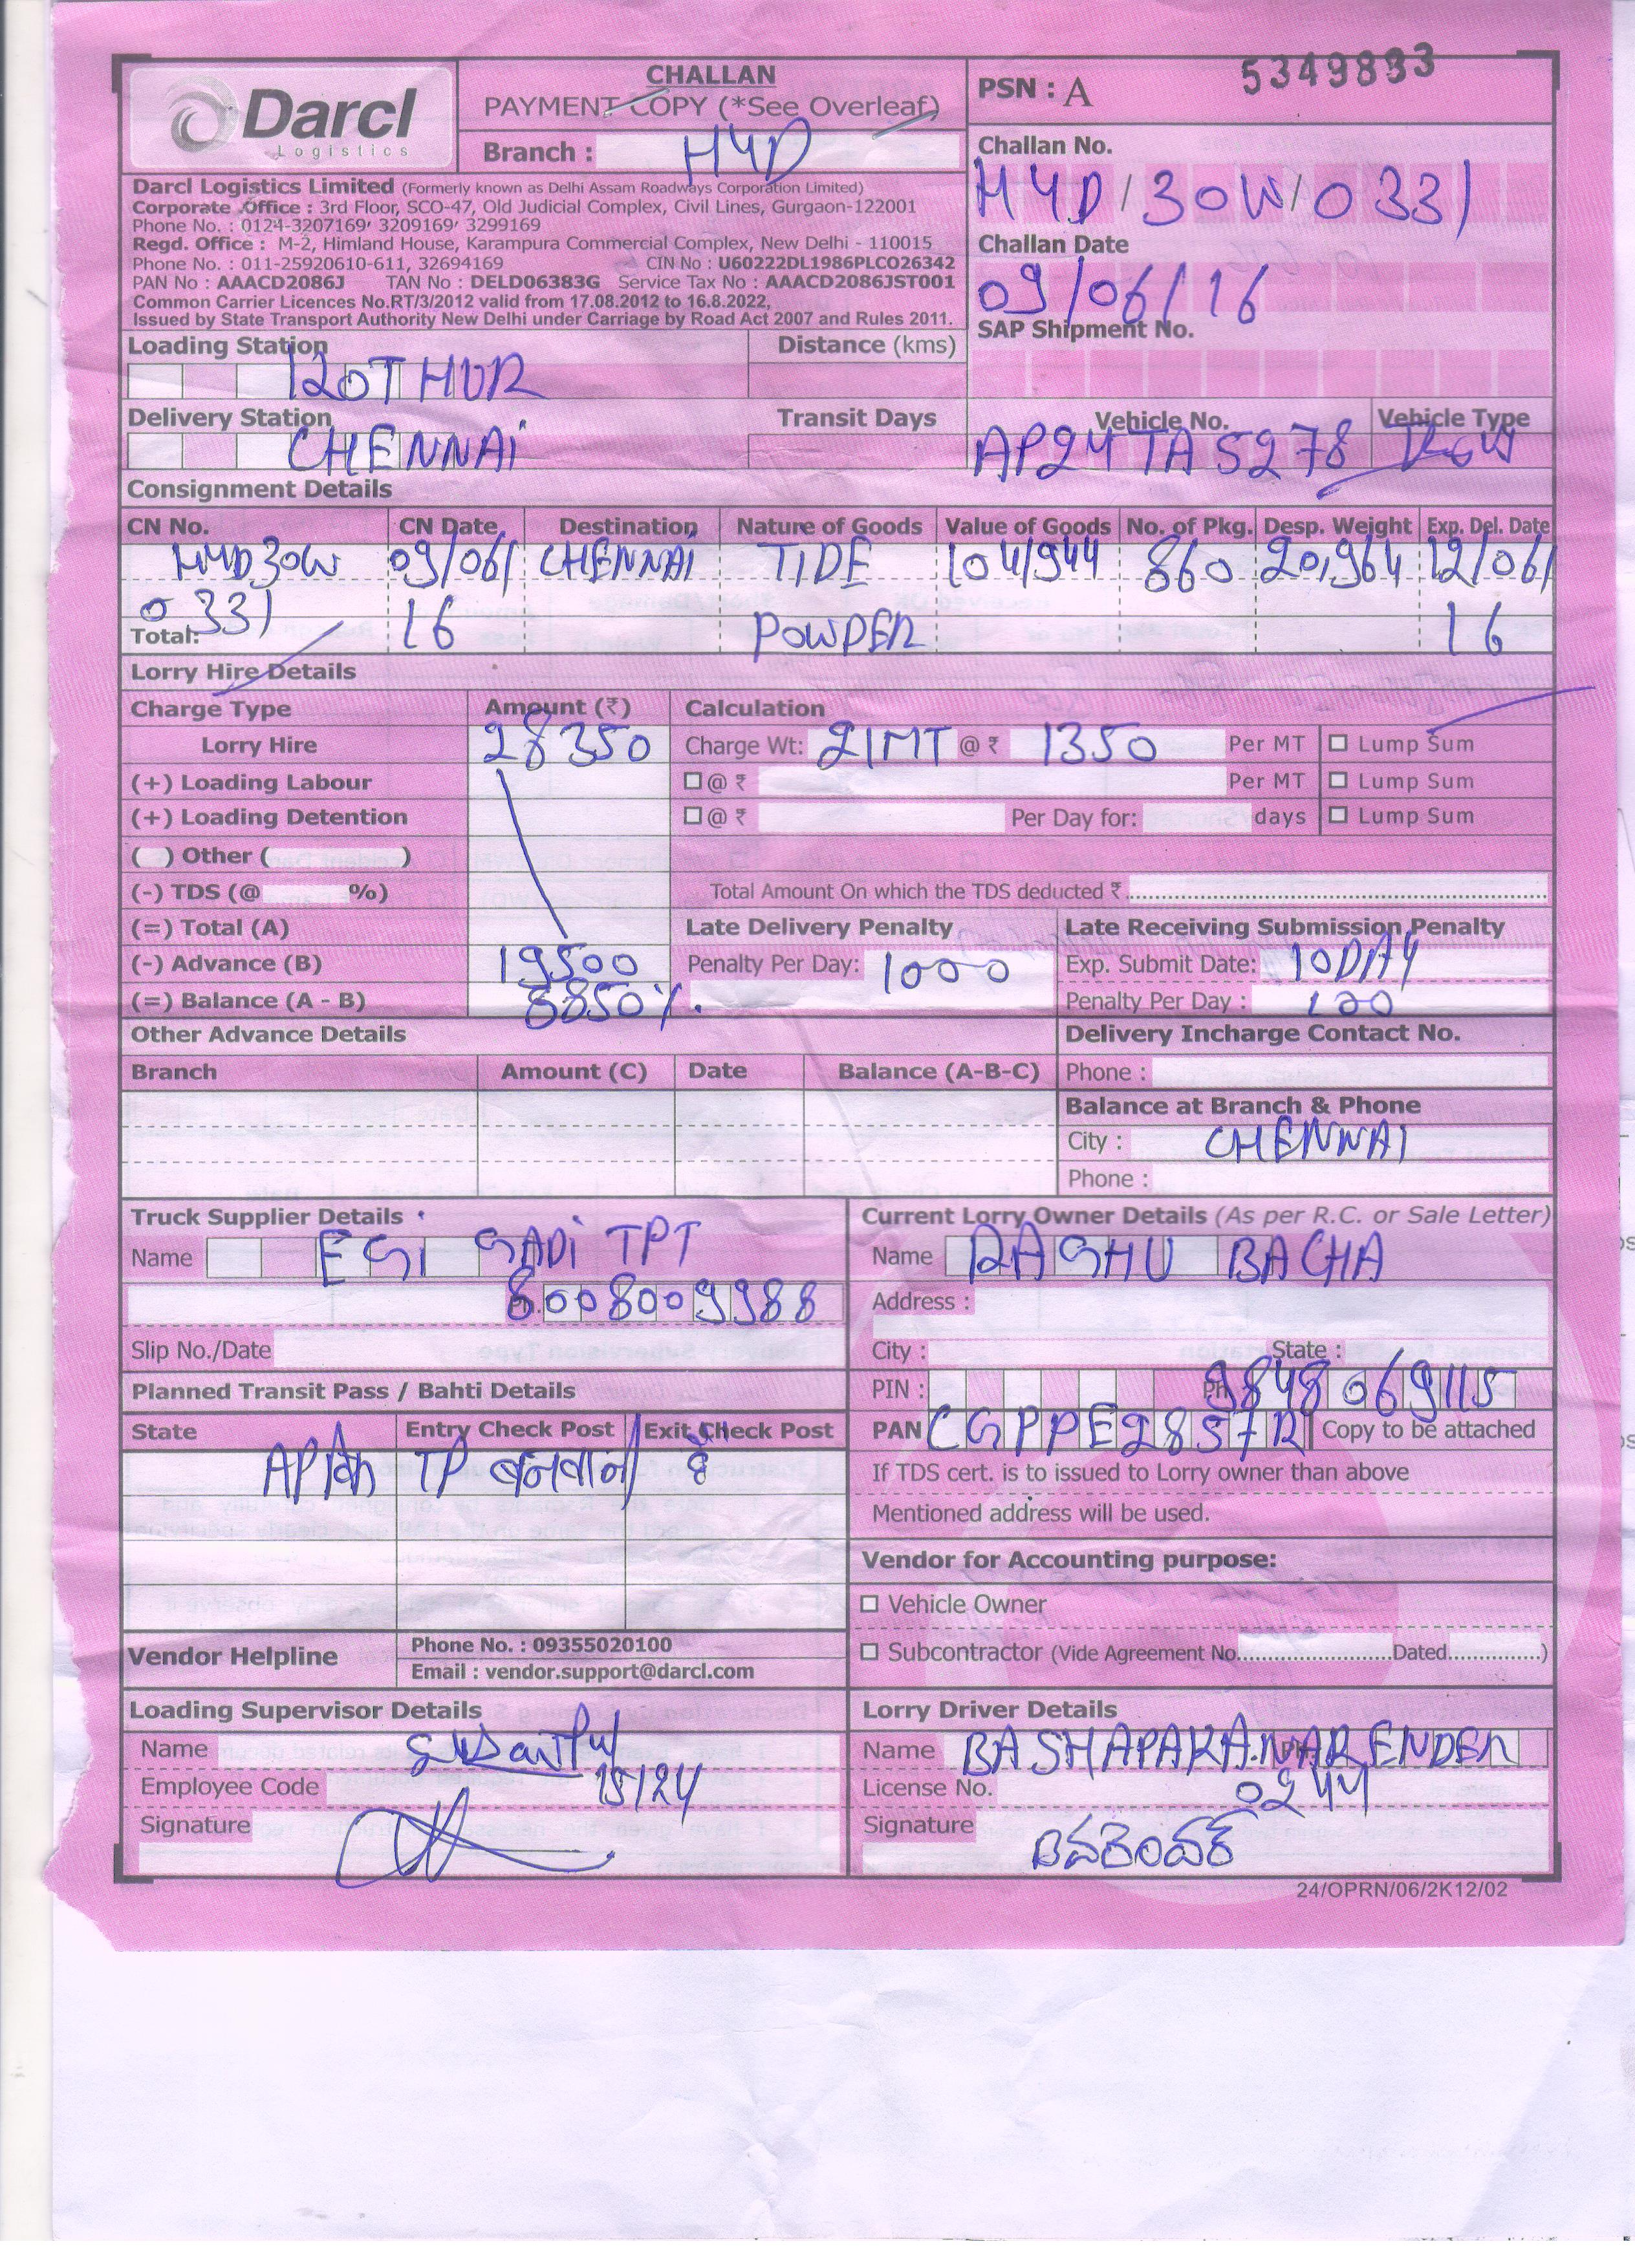 Darcl
Logistics
CHALLAN
PAYMENT COPY (*See Overleaf)
Branch : HYD
PSN : A 5349833
Darcl Logistics Limited (Formerly known as Delhi Assam Roadways Corporation Limited)
Corporate Office : 3rd Floor, SCO-47, Old Judicial Complex, Civil Lines, Gurgaon-122001
Phone No. : 0124-3207169, 3209169, 3299169
Regd. Office : M-2, Himland House, Karampura Commercial Complex, New Delhi - 110015
Phone No. : 011-25920610-611, 32694169 CIN No : U60222DL1986PLCO26342
PAN No : AAACD2086J TAN No : DELD06383G Service Tax No : AAACD2086JST001
Common Carrier Licences No.RT/3/2012 valid from 17.08.2012 to 16.8.2022,
Issued by State Transport Authority New Delhi under Carriage by Road Act 2007 and Rules 2011.
Challan No.
HYD/30W/0331
Challan Date
09/06/16
SAP Shipment No.
Loading Station Distance (kms)
KOTHUR
Delivery Station Transit Days Vehicle No. Vehicle Type
CHENNAI AP24TA5278
Consignment Details
CN No. CN Date Destination Nature of Goods Value of Goods No. of Pkg. Desp. Weight Exp. Del. Date
HYD30W 09/06/ CHENNAI TIDE 1041944 860 20,964 12/06/
0331 16 POWDER 16
Total:
Lorry Hire Details
Charge Type Amount (₹) Calculation
Lorry Hire 28350 Charge Wt: 21MT @ ₹ 1350 Per MT Lump Sum
(+) Loading Labour @ ₹ Per MT Lump Sum
(+) Loading Detention @ ₹ Per Day for: days Lump Sum
( ) Other ( )
(-) TDS (@ %) Total Amount On which the TDS deducted ₹
(=) Total (A) Late Delivery Penalty Late Receiving Submission Penalty
(-) Advance (B) 19500 Penalty Per Day: 1000 Exp. Submit Date: 10DAY
(=) Balance (A - B) 8850/. Penalty Per Day : 100
Other Advance Details Delivery Incharge Contact No.
Branch Amount (C) Date Balance (A-B-C) Phone :
Balance at Branch & Phone
City : CHENNAI
Phone :
Truck Supplier Details
Name EGI GADI TPT
8008009988
Slip No./Date
Current Lorry Owner Details (As per R.C. or Sale Letter)
Name RAGHU BACHA
Address :
City : State :
PIN : Ph 9848069115
PAN CGPPE2857R Copy to be attached
If TDS cert. is to issued to Lorry owner than above
Mentioned address will be used.
Planned Transit Pass / Bahti Details
State Entry Check Post Exit Check Post
TP बनवाना है
Vendor for Accounting purpose:
Vehicle Owner
Subcontractor (Vide Agreement No. Dated )
Vendor Helpline
Phone No. : 09355020100
Email : vendor.support@darcl.com
Loading Supervisor Details
Name
Employee Code 15124
Signature
Lorry Driver Details
Name BASHAPAKA.NARENDER
License No. 0244
Signature
24/OPRN/06/2K12/02